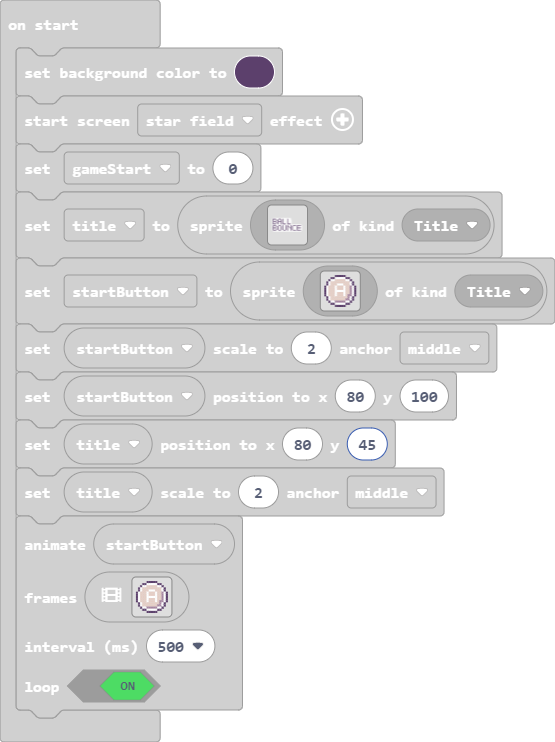 on start
set background color to
start screen star field effect
set gameStart to 0
set title to sprite BALL BOUNCE of kind Title
set startButton to sprite A of kind Title
set startButton scale to 2 anchor middle
set startButton position to x 80 y 100
set title position to x 80 y 45
set title scale to 2 anchor middle
animate startButton
frames A
interval (ms) 500
loop ON